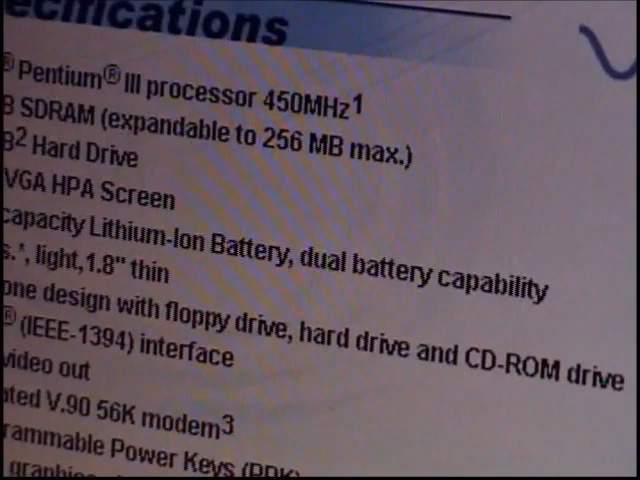 ecifications
® Pentium® III processor 450MHz1
B SDRAM (expandable to 256 MB max.)
B2 Hard Drive
VGA HPA Screen
capacity Lithium-Ion Battery, dual battery capability
s.*, light,1.8" thin
one design with floppy drive, hard drive and CD-ROM drive
® (IEEE-1394) interface
video out
ated V.90 56K modem3
rammable Power Keys (PPK)
graphics